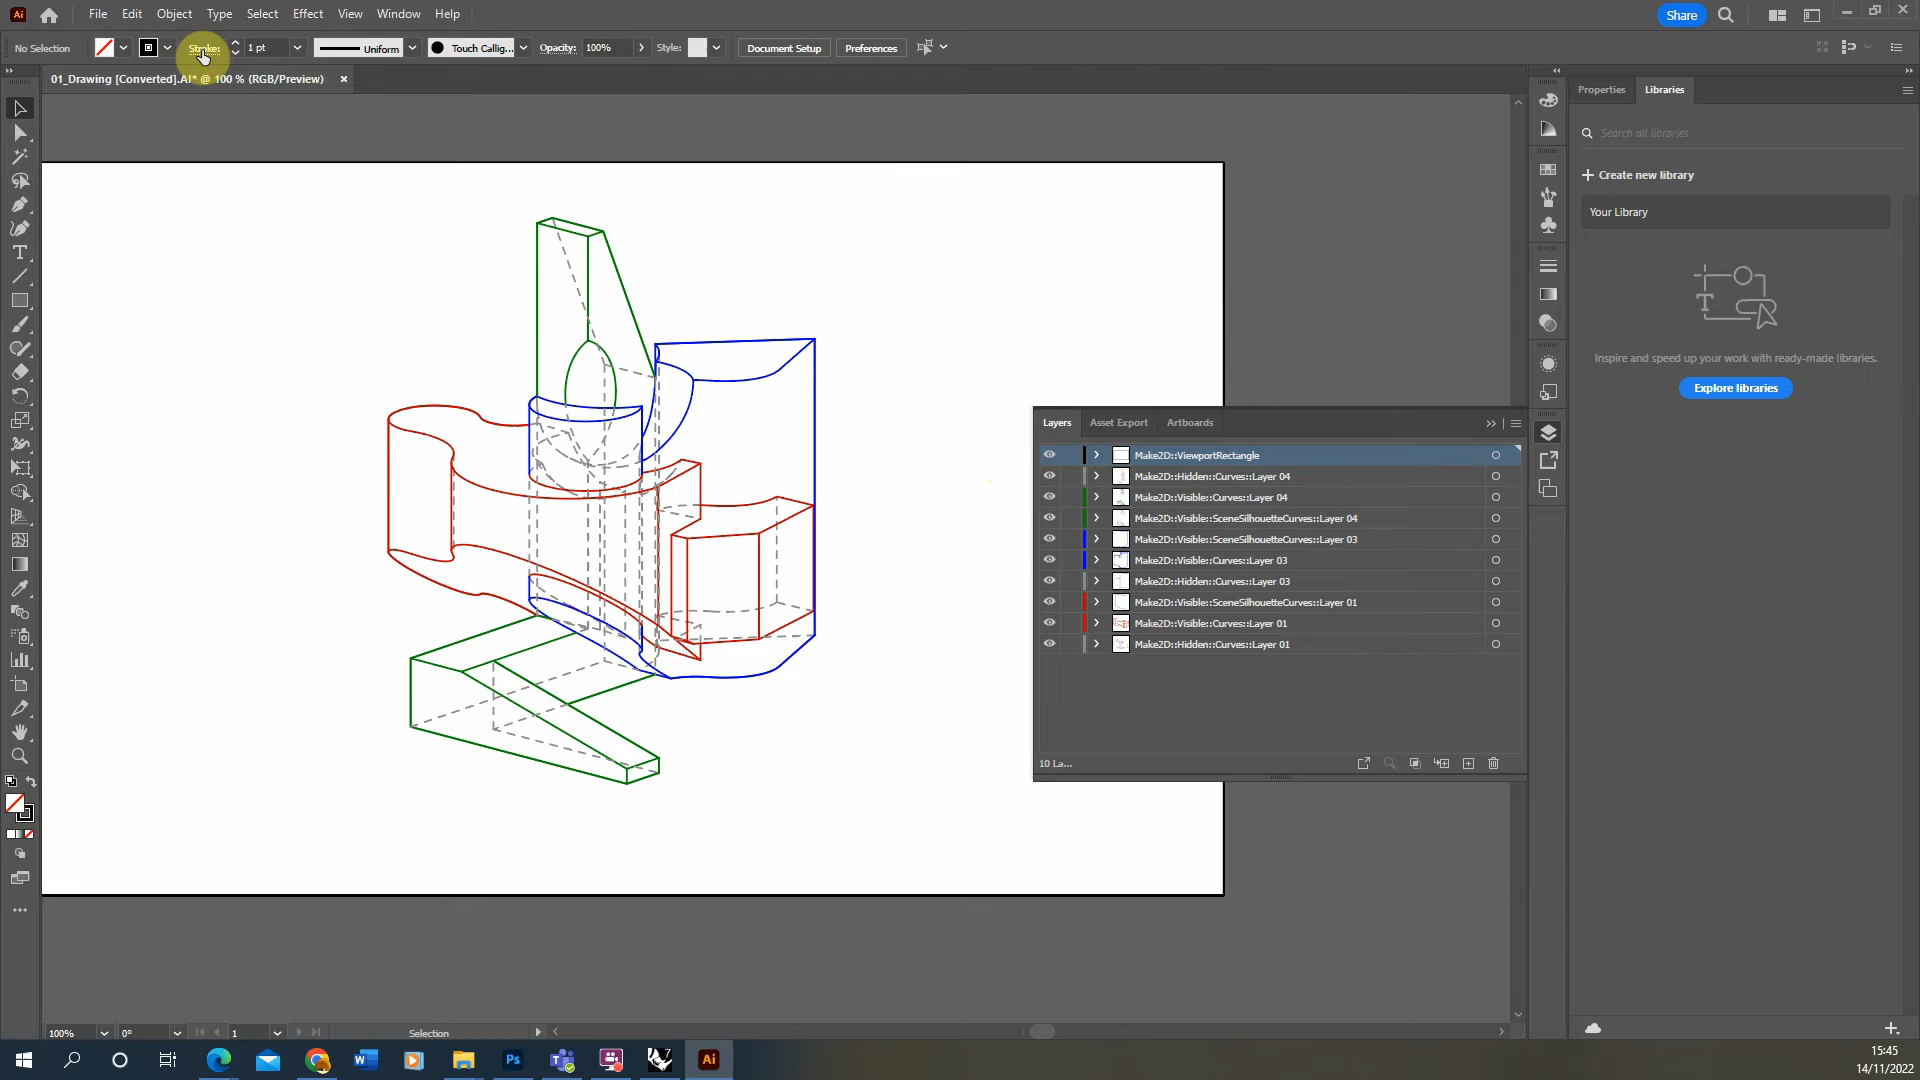 Ai File Edit Object Type Select Effect View Window Help Share
No Selection Stroke: 1 pt Uniform Touch Callig... Opacity: 100% Style: Document Setup Preferences
01_Drawing [Converted].AI* @ 100 % (RGB/Preview) ×
Properties Libraries
Search all libraries
Create new library
Your Library
Inspire and speed up your work with ready-made libraries.
Explore libraries
Layers Asset Export Artboards
Make2D::ViewportRectangle
Make2D::Hidden::Curves::Layer 04
Make2D::Visible::Curves::Layer 04
Make2D::Visible::SceneSilhouetteCurves::Layer 04
Make2D::Visible::SceneSilhouetteCurves::Layer 03
Make2D::Visible::Curves::Layer 03
Make2D::Hidden::Curves::Layer 03
Make2D::Visible::SceneSilhouetteCurves::Layer 01
Make2D::Visible::Curves::Layer 01
Make2D::Hidden::Curves::Layer 01
10 La...
100% 0° 1 Selection
Ps Ai
15:45
14/11/2022